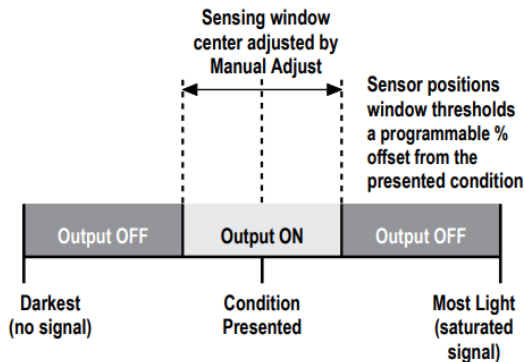 Sensing window
center adjusted by
Manual Adjust
Sensor positions
window thresholds
a programmable %
offset from the
presented condition
Output OFF
Output ON
Output OFF
Darkest
(no signal)
Condition
Presented
Most Light
(saturated
signal)